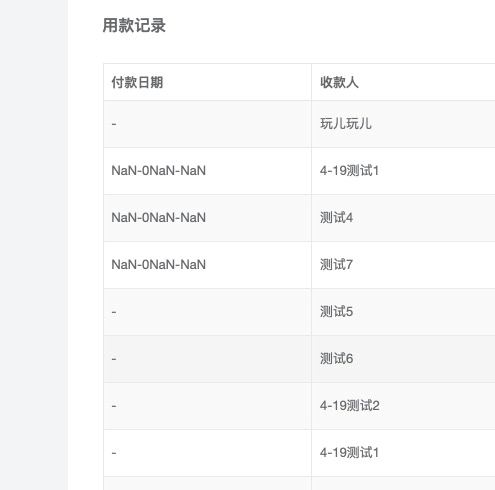 用款记录
付款日期 收款人
- 玩儿玩儿
NaN-0NaN-NaN 4-19测试1
NaN-0NaN-NaN 测试4
NaN-0NaN-NaN 测试7
- 测试5
- 测试6
- 4-19测试2
- 4-19测试1